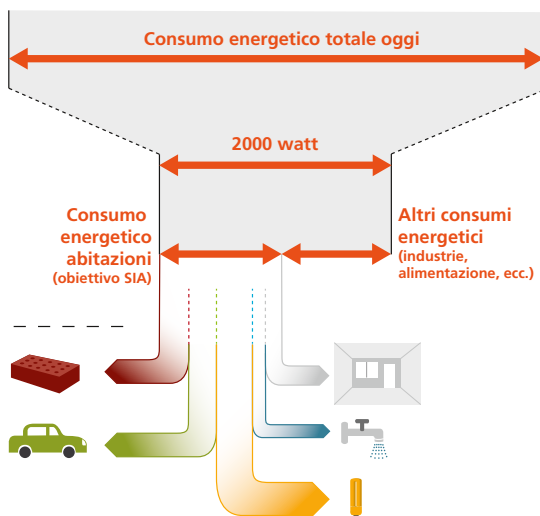 Consumo energetico totale oggi
2000 watt
Consumo
energetico
abitazioni
(obiettivo SIA)
Altri consumi
energetici
(industrie,
alimentazione, ecc.)